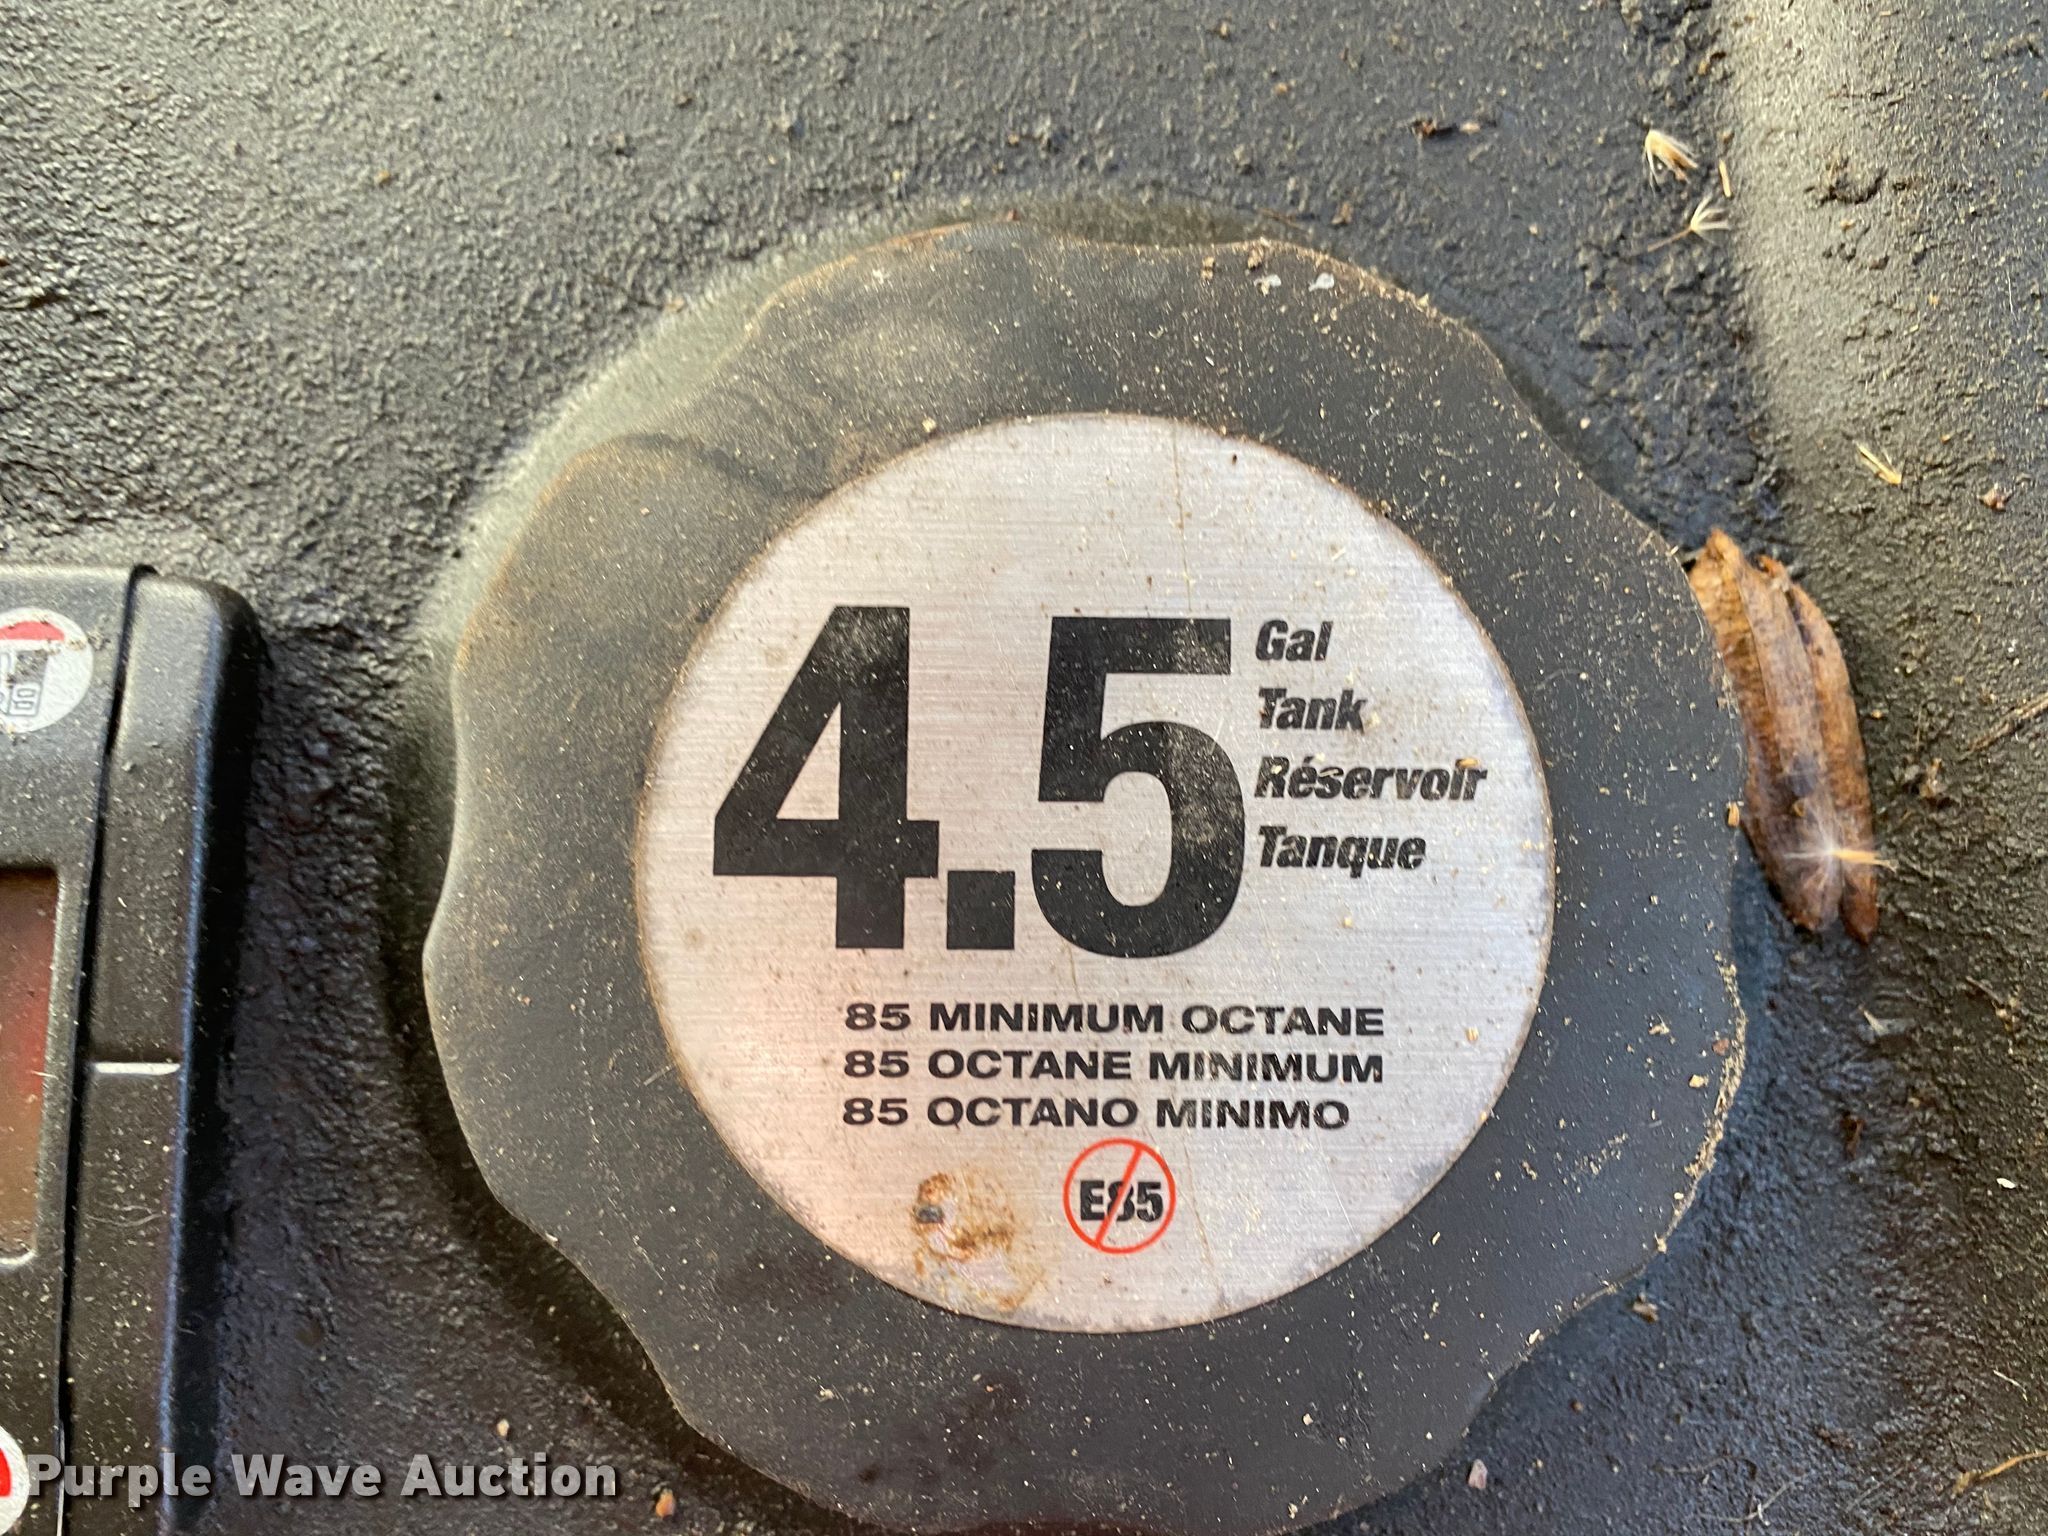 4.5
Gal
Tank
Réservoir
Tanque
85 MINIMUM OCTANE
85 OCTANE MINIMUM
85 OCTANO MINIMO
E85
Purple Wave Auction